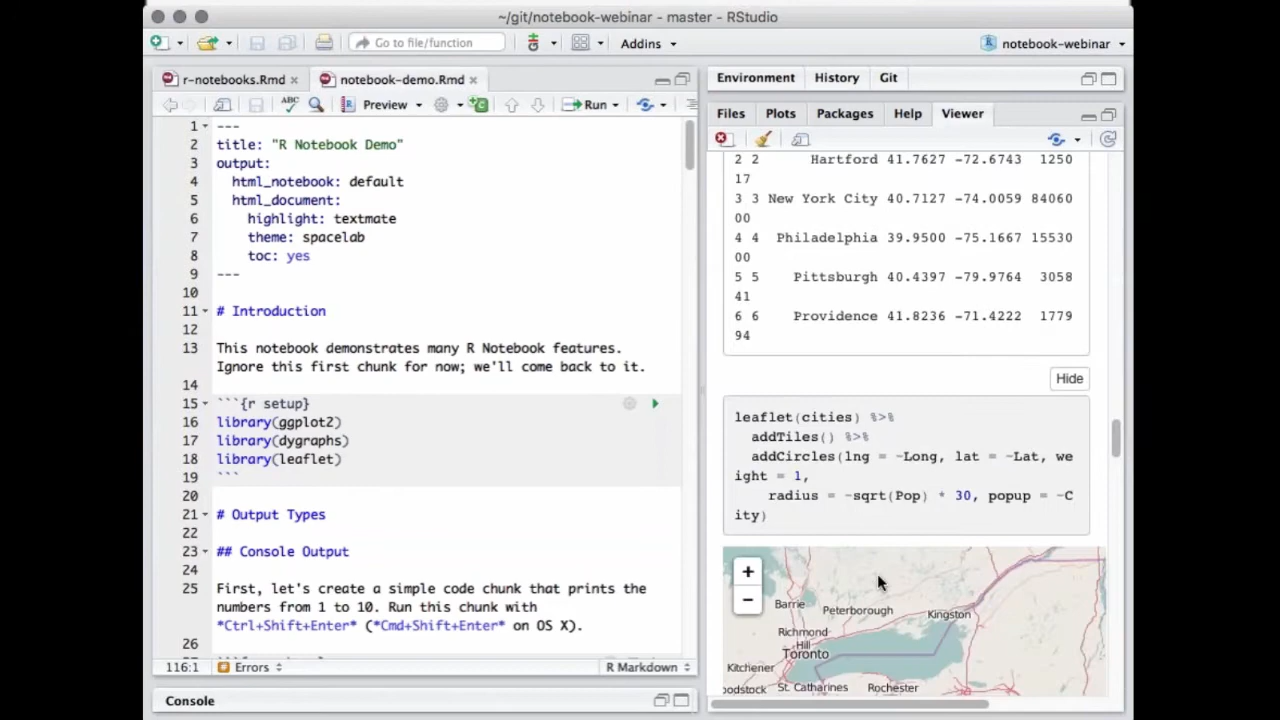 ~/git/notebook-webinar - master - RStudio
Go to file/function
Addins
notebook-webinar
r-notebooks.Rmd
notebook-demo.Rmd
ABC
Preview
Run
1 ---
2 title: "R Notebook Demo"
3 output:
4 html_notebook: default
5 html_document:
6 highlight: textmate
7 theme: spacelab
8 toc: yes
9 ---
10
11 # Introduction
12
13 This notebook demonstrates many R Notebook features.
Ignore this first chunk for now; we'll come back to it.
14
15 ```{r setup}
16 library(ggplot2)
17 library(dygraphs)
18 library(leaflet)
19 ```
20
21 # Output Types
22
23 ## Console Output
24
25 First, let's create a simple code chunk that prints the
numbers from 1 to 10. Run this chunk with
*Ctrl+Shift+Enter* (*Cmd+Shift+Enter* on OS X).
26
116:1
Errors
R Markdown
Console
Environment
History
Git
Files
Plots
Packages
Help
Viewer
2 2 Hartford 41.7627 -72.6743 1250
17
3 3 New York City 40.7127 -74.0059 84060
00
4 4 Philadelphia 39.9500 -75.1667 15530
00
5 5 Pittsburgh 40.4397 -79.9764 3058
41
6 6 Providence 41.8236 -71.4222 1779
94
Hide
leaflet(cities) %>%
addTiles() %>%
addCircles(lng = ~Long, lat = ~Lat, we
ight = 1,
radius = ~sqrt(Pop) * 30, popup = ~C
ity)
+
−
Barrie
Peterborough
Kingston
Richmond
Hill
Toronto
Kitchener
oodstock
St. Catharines
Rochester